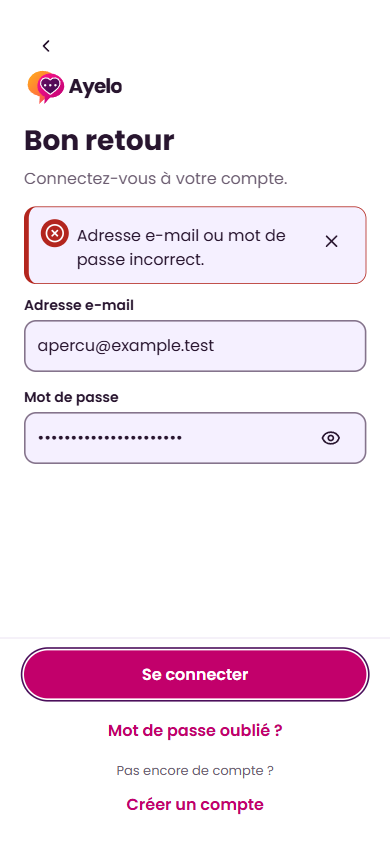 Ayelo
Bon retour
Connectez-vous à votre compte.
Adresse e-mail ou mot de
passe incorrect.
Adresse e-mail
apercu@example.test
Mot de passe
••••••••••••••••••••••
Se connecter
Mot de passe oublié ?
Pas encore de compte ?
Créer un compte